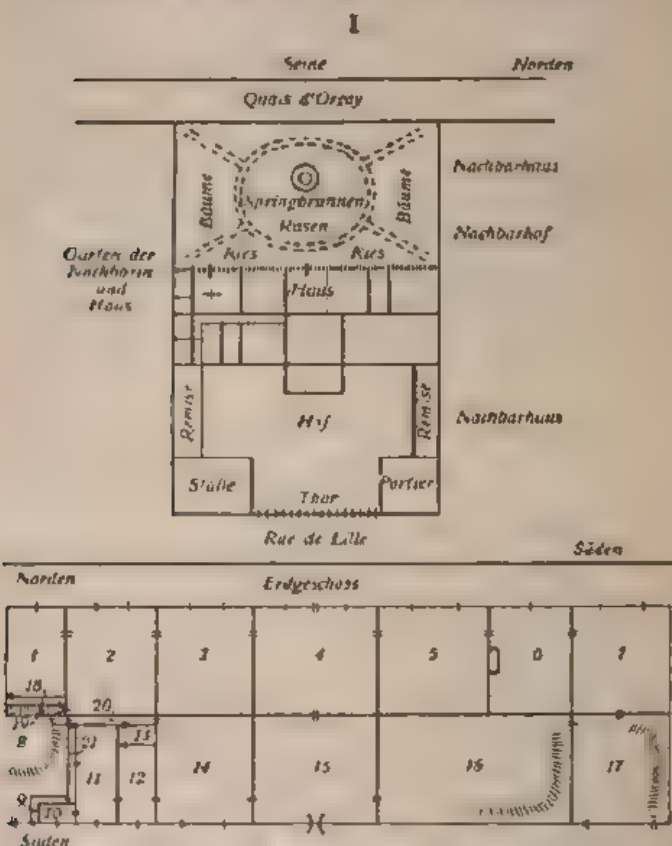 I
Seine Norden
Quais d'Orsay
Nachbarhaus
Bäume
Springbrunnen
Bäume
Rasen
Nachbarhof
Kies Kies
Garten der
Nachbarin
und
Haus
Haus
Remise
Hof
Remise
Nachbarhaus
Ställe
Thor
Portier
Rue de Lille
Süden
Norden Erdgeschoss
1 2 3 4 5 6 7
18
20
8 21 11 13 12 14 15 16 17
9
10
Süden